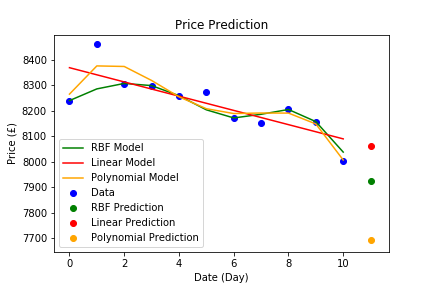 Price Prediction
Price (£)
8400
8300
8200
8100
8000
7900
7800
7700
RBF Model
Linear Model
Polynomial Model
Data
RBF Prediction
Linear Prediction
Polynomial Prediction
0 2 4 6 8 10
Date (Day)